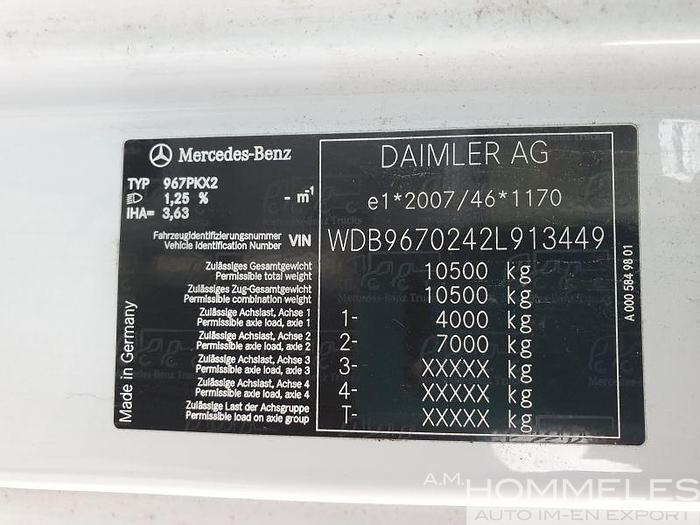 Mercedes-Benz
DAIMLER AG
TYP 967PKX2
1,25 % - m-1
IHA= 3,63
e1*2007/46*1170
Fahrzeugidentifizierungsnummer
Vehicle Identification Number VIN WDB9670242L913449
Zulässiges Gesamtgewicht
Permissible total weight 10500 kg
Zulässiges Zug-Gesamtgewicht
Permissible combination weight 10500 kg
Zulässige Achslast, Achse 1
Permissible axle load, axle 1 1- 4000 kg
Zulässige Achslast, Achse 2
Permissible axle load, axle 2 2- 7000 kg
Zulässige Achslast, Achse 3
Permissible axle load, axle 3 3- XXXXX kg
Zulässige Achslast, Achse 4
Permissible axle load, axle 4 4- XXXXX kg
Zulässige Last der Achsgruppe
Permissible load on axle group T- XXXXX kg
Made in Germany
A 000 584 98 01
Mercedes-Benz Trucks
A.M.
HOMMELES
AUTO IM-EN EXPORT